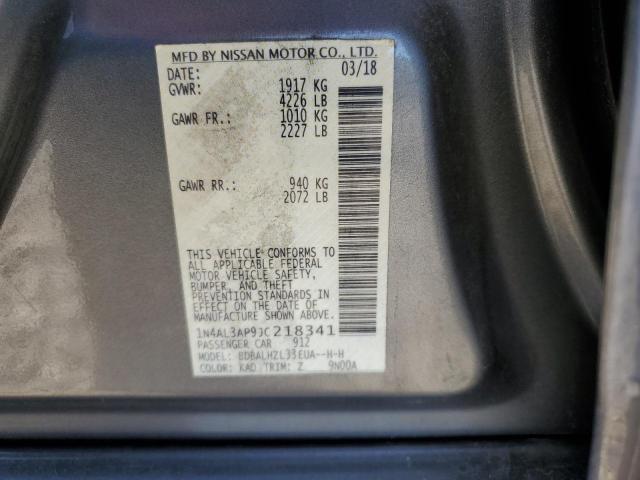 MFD BY NISSAN MOTOR CO., LTD.
DATE: 03/18
GVWR: 1917 KG
4226 LB
GAWR FR.: 1010 KG
2227 LB
GAWR RR.: 940 KG
2072 LB
THIS VEHICLE CONFORMS TO
ALL APPLICABLE FEDERAL
MOTOR VEHICLE SAFETY,
BUMPER, AND THEFT
PREVENTION STANDARDS IN
EFFECT ON THE DATE OF
MANUFACTURE SHOWN ABOVE.
1N4AL3AP9JC218341
PASSENGER CAR 912
MODEL: BDBALHZL33EUA--H-H
COLOR: KAD TRIM: Z 9N00A